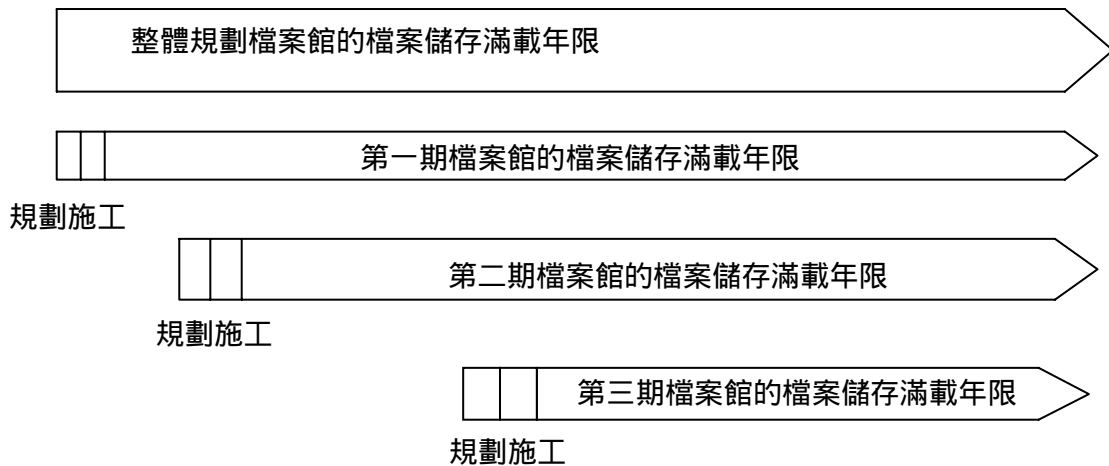 整體規劃檔案館的檔案儲存滿載年限
第一期檔案館的檔案儲存滿載年限
規劃施工
第二期檔案館的檔案儲存滿載年限
規劃施工
第三期檔案館的檔案儲存滿載年限
規劃施工